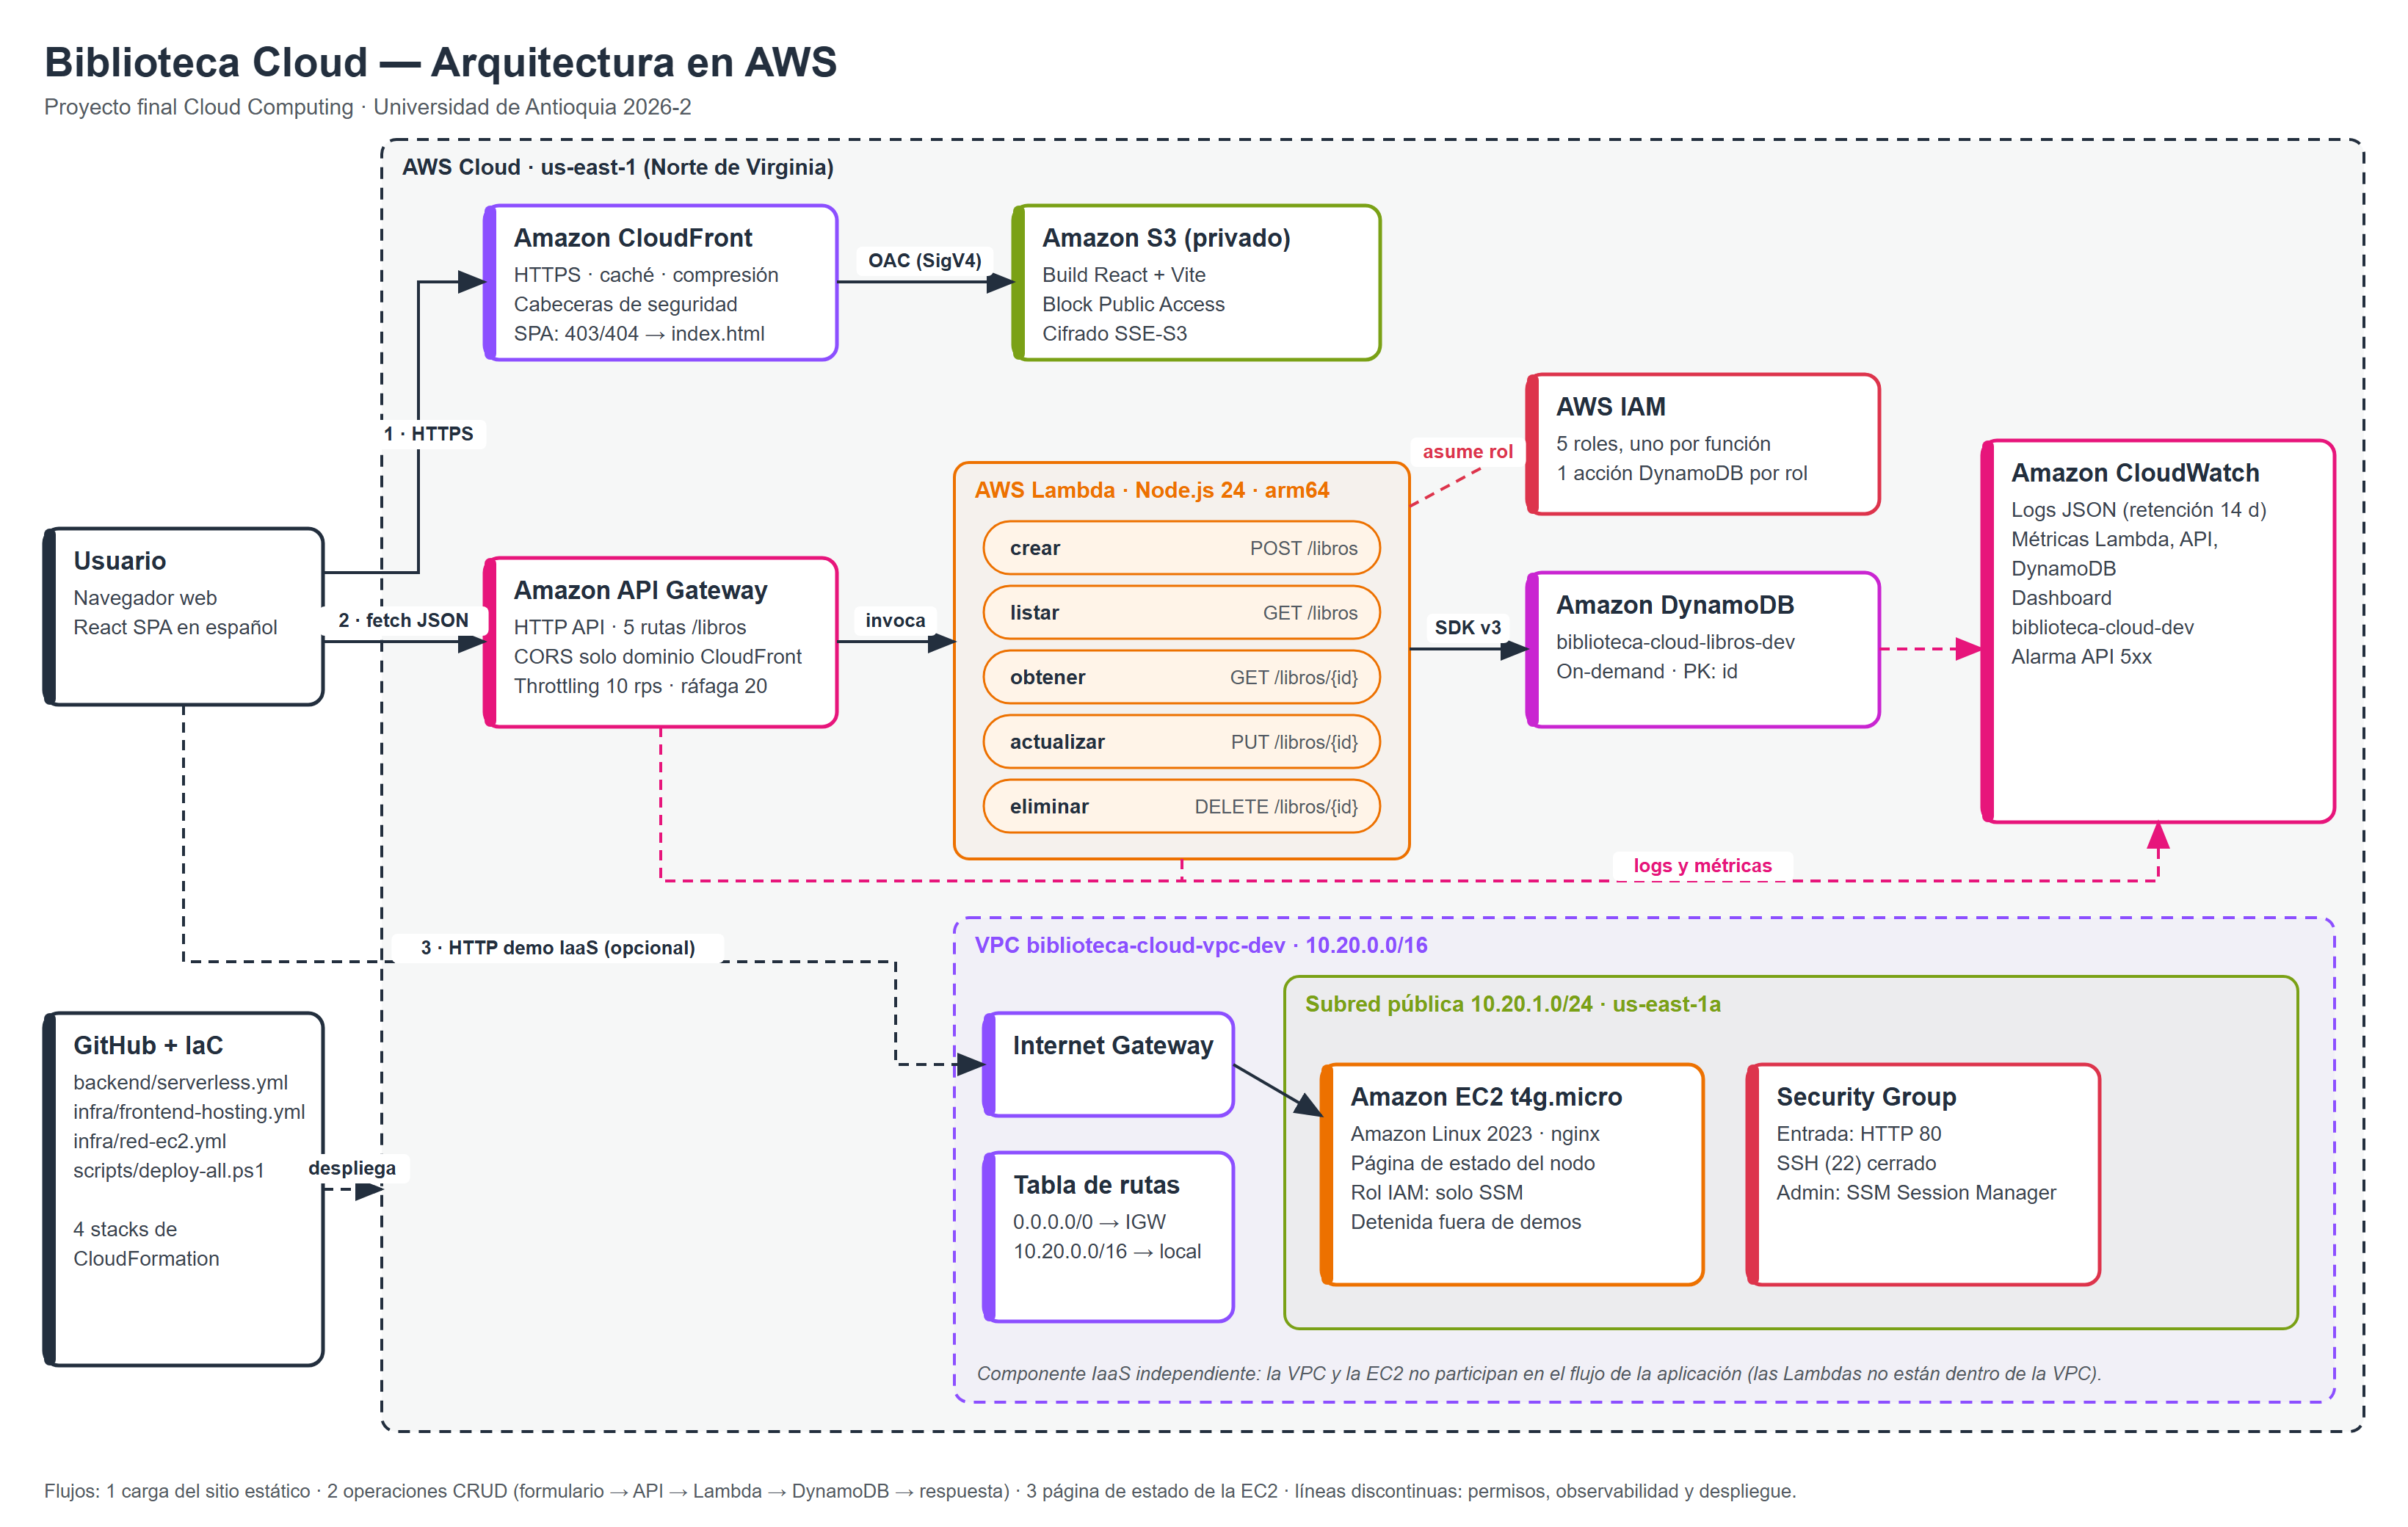 Biblioteca Cloud — Arquitectura en AWS
Proyecto final Cloud Computing · Universidad de Antioquia 2026-2
AWS Cloud · us-east-1 (Norte de Virginia)
Amazon CloudFront
HTTPS · caché · compresión
Cabeceras de seguridad
SPA: 403/404 → index.html
OAC (SigV4)
Amazon S3 (privado)
Build React + Vite
Block Public Access
Cifrado SSE-S3
1 · HTTPS
Usuario
Navegador web
React SPA en español
2 · fetch JSON
Amazon API Gateway
HTTP API · 5 rutas /libros
CORS solo dominio CloudFront
Throttling 10 rps · ráfaga 20
invoca
AWS Lambda · Node.js 24 · arm64
crear POST /libros
listar GET /libros
obtener GET /libros/{id}
actualizar PUT /libros/{id}
eliminar DELETE /libros/{id}
asume rol
AWS IAM
5 roles, uno por función
1 acción DynamoDB por rol
SDK v3
Amazon DynamoDB
biblioteca-cloud-libros-dev
On-demand · PK: id
Amazon CloudWatch
Logs JSON (retención 14 d)
Métricas Lambda, API,
DynamoDB
Dashboard
biblioteca-cloud-dev
Alarma API 5xx
logs y métricas
3 · HTTP demo IaaS (opcional)
GitHub + IaC
backend/serverless.yml
infra/frontend-hosting.yml
infra/red-ec2.yml
scripts/deploy-all.ps1
4 stacks de
CloudFormation
despliega
VPC biblioteca-cloud-vpc-dev · 10.20.0.0/16
Internet Gateway
Tabla de rutas
0.0.0.0/0 → IGW
10.20.0.0/16 → local
Subred pública 10.20.1.0/24 · us-east-1a
Amazon EC2 t4g.micro
Amazon Linux 2023 · nginx
Página de estado del nodo
Rol IAM: solo SSM
Detenida fuera de demos
Security Group
Entrada: HTTP 80
SSH (22) cerrado
Admin: SSM Session Manager
Componente IaaS independiente: la VPC y la EC2 no participan en el flujo de la aplicación (las Lambdas no están dentro de la VPC).
Flujos: 1 carga del sitio estático · 2 operaciones CRUD (formulario → API → Lambda → DynamoDB → respuesta) · 3 página de estado de la EC2 · líneas discontinuas: permisos, observabilidad y despliegue.